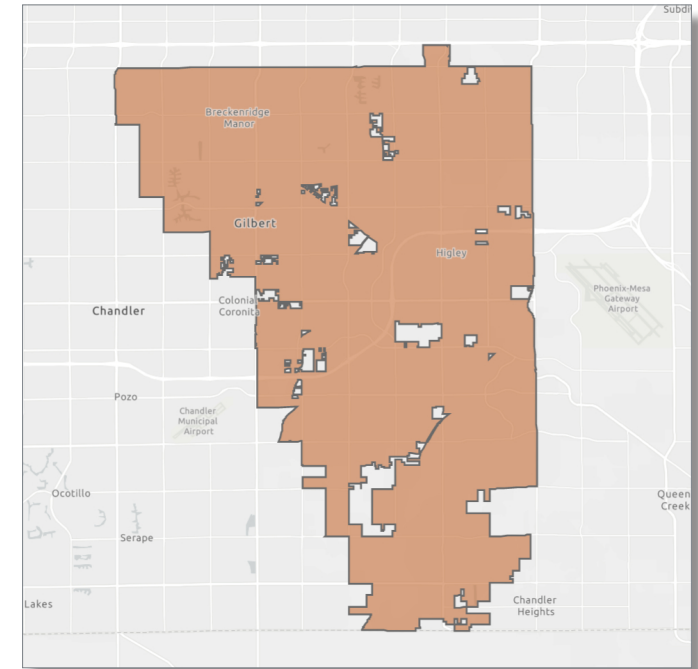 Subdi
Breckenridge
Manor
Gilbert
Higley
Phoenix-Mesa
Gateway
Airport
Colonia
Coronita
Chandler
Pozo
Chandler
Municipal
Airport
Ocotillo
Queen
Creek
Serape
Lakes
Chandler
Heights